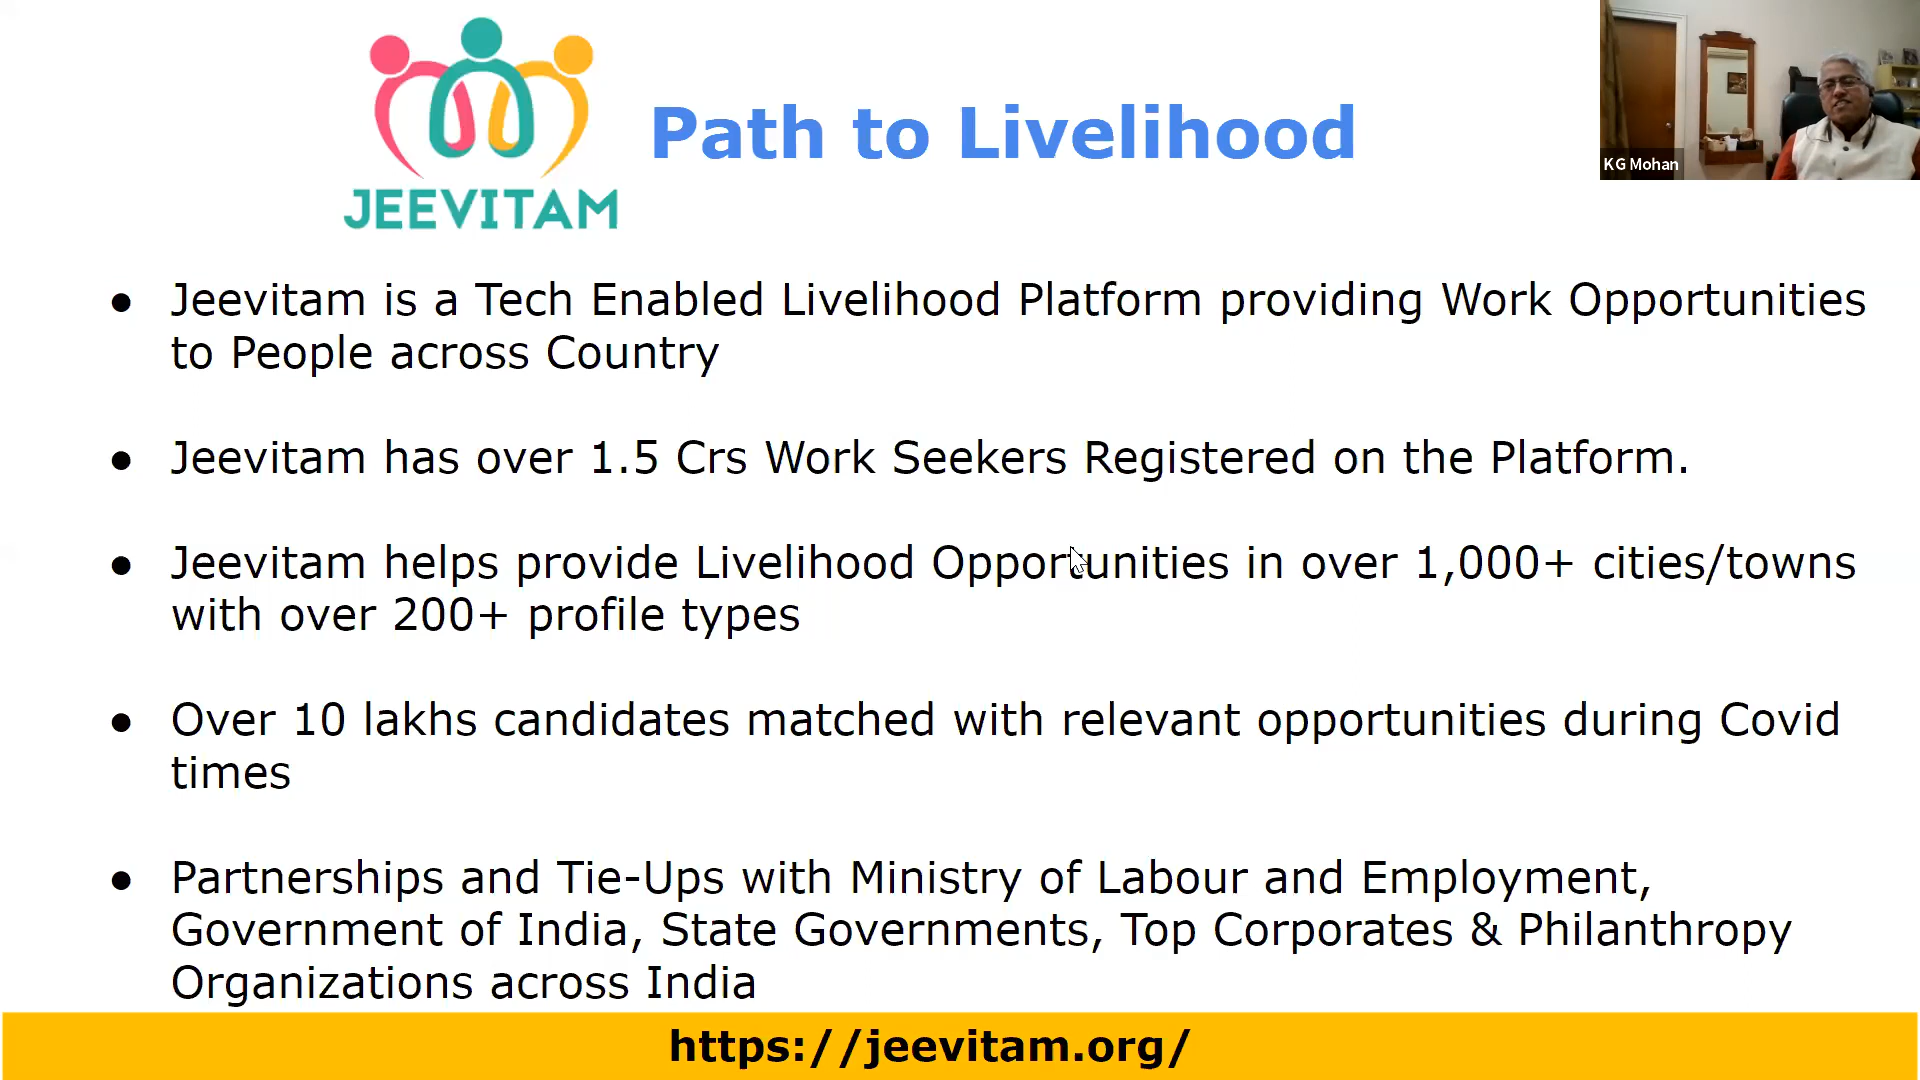 JEEVITAM
Path to Livelihood
KG Mohan
● Jeevitam is a Tech Enabled Livelihood Platform providing Work Opportunities
to People across Country
● Jeevitam has over 1.5 Crs Work Seekers Registered on the Platform.
● Jeevitam helps provide Livelihood Opportunities in over 1,000+ cities/towns
with over 200+ profile types
● Over 10 lakhs candidates matched with relevant opportunities during Covid
times
● Partnerships and Tie-Ups with Ministry of Labour and Employment,
Government of India, State Governments, Top Corporates & Philanthropy
Organizations across India
https://jeevitam.org/